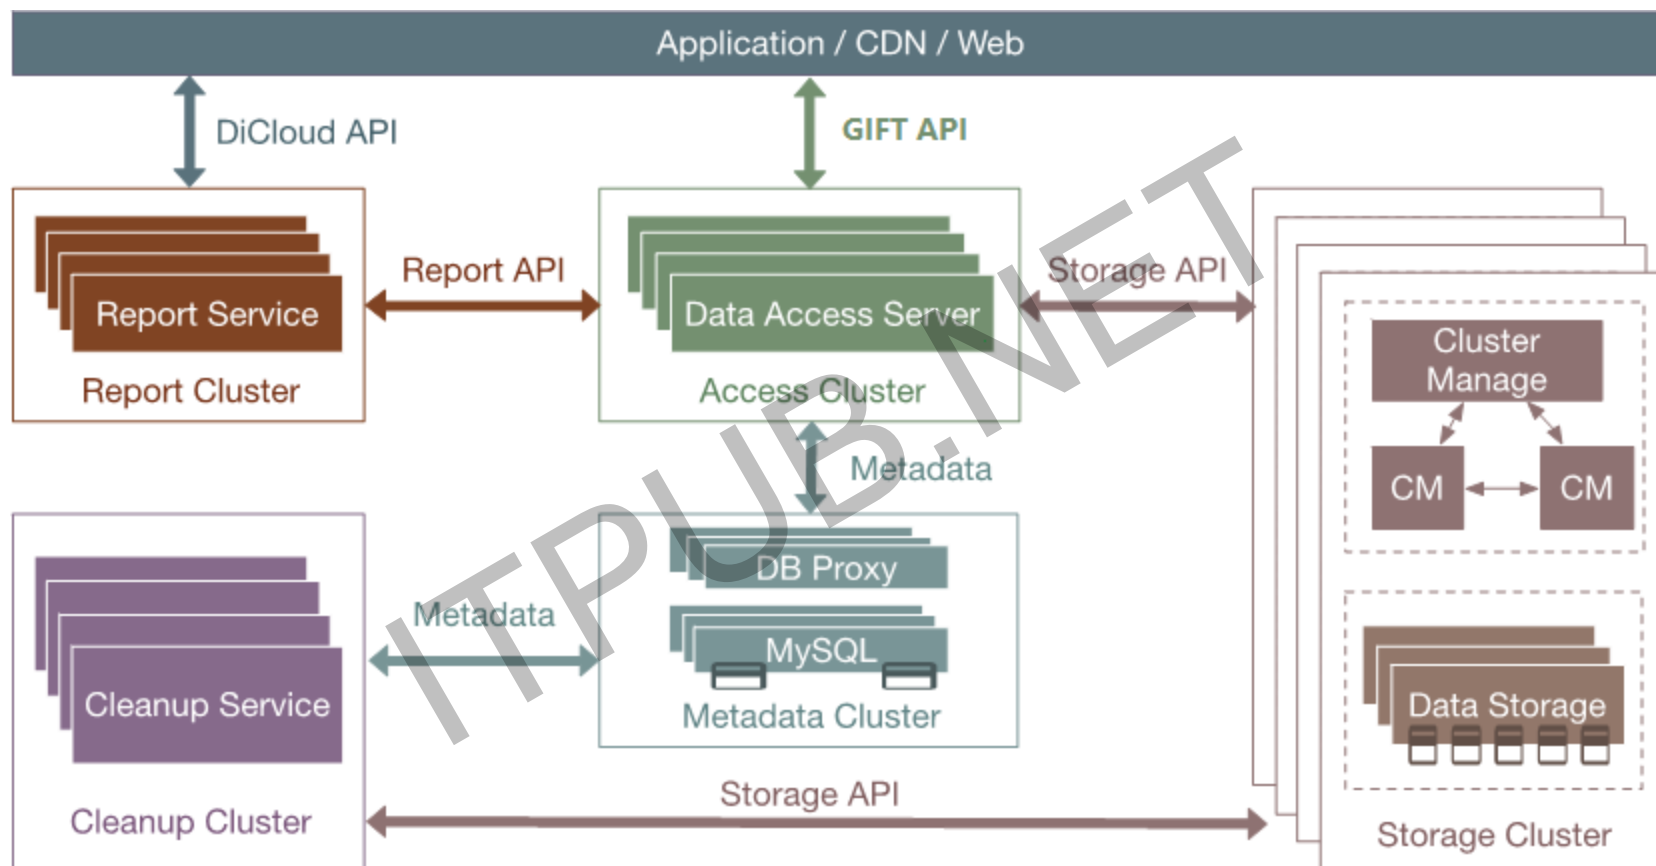 Application / CDN / Web
DiCloud API
GIFT API
Report Service
Report Cluster
Report API
Data Access Server
Access Cluster
Storage API
Cluster
Manage
CM
CM
Metadata
DB Proxy
MySQL
Metadata Cluster
Metadata
Cleanup Service
Cleanup Cluster
Storage API
Data Storage
Storage Cluster
ITPUB.NET